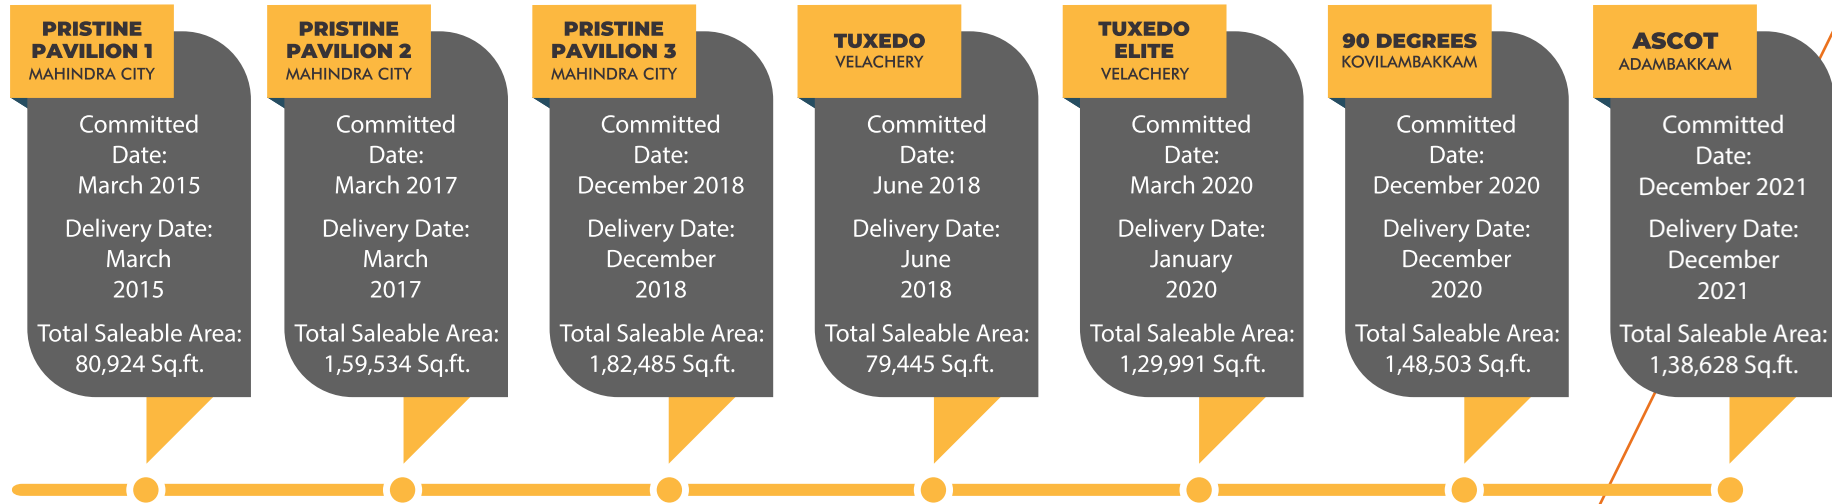 PRISTINE
PAVILION 1
MAHINDRA CITY
Committed
Date:
March 2015
Delivery Date:
March
2015
Total Saleable Area:
80,924 Sq.ft.
PRISTINE
PAVILION 2
MAHINDRA CITY
Committed
Date:
March 2017
Delivery Date:
March
2017
Total Saleable Area:
1,59,534 Sq.ft.
PRISTINE
PAVILION 3
MAHINDRA CITY
Committed
Date:
December 2018
Delivery Date:
December
2018
Total Saleable Area:
1,82,485 Sq.ft.
TUXEDO
VELACHERY
Committed
Date:
June 2018
Delivery Date:
June
2018
Total Saleable Area:
79,445 Sq.ft.
TUXEDO
ELITE
VELACHERY
Committed
Date:
March 2020
Delivery Date:
January
2020
Total Saleable Area:
1,29,991 Sq.ft.
90 DEGREES
KOVILAMBAKKAM
Committed
Date:
December 2020
Delivery Date:
December
2020
Total Saleable Area:
1,48,503 Sq.ft.
ASCOT
ADAMBAKKAM
Committed
Date:
December 2021
Delivery Date:
December
2021
Total Saleable Area:
1,38,628 Sq.ft.